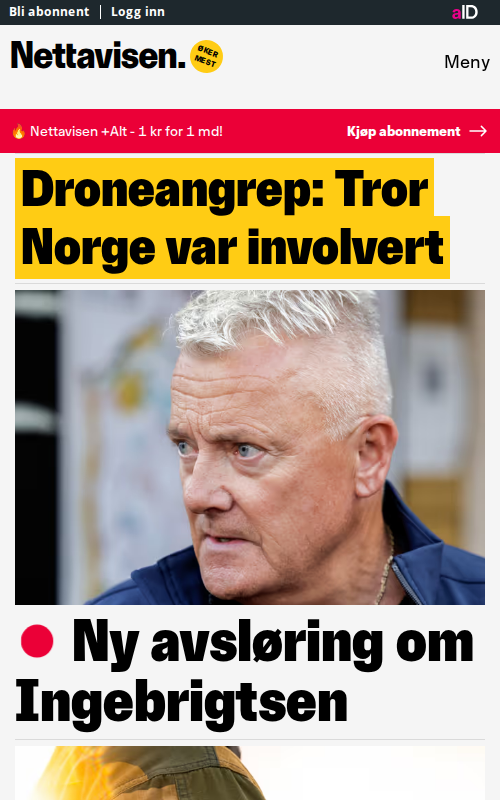 Bli abonnent | Logg inn
aID
Nettavisen.
ØKER
MEST
Meny
🔥 Nettavisen +Alt - 1 kr for 1 md!
Kjøp abonnement →
Droneangrep: Tror
Norge var involvert
Ny avsløring om
Ingebrigtsen